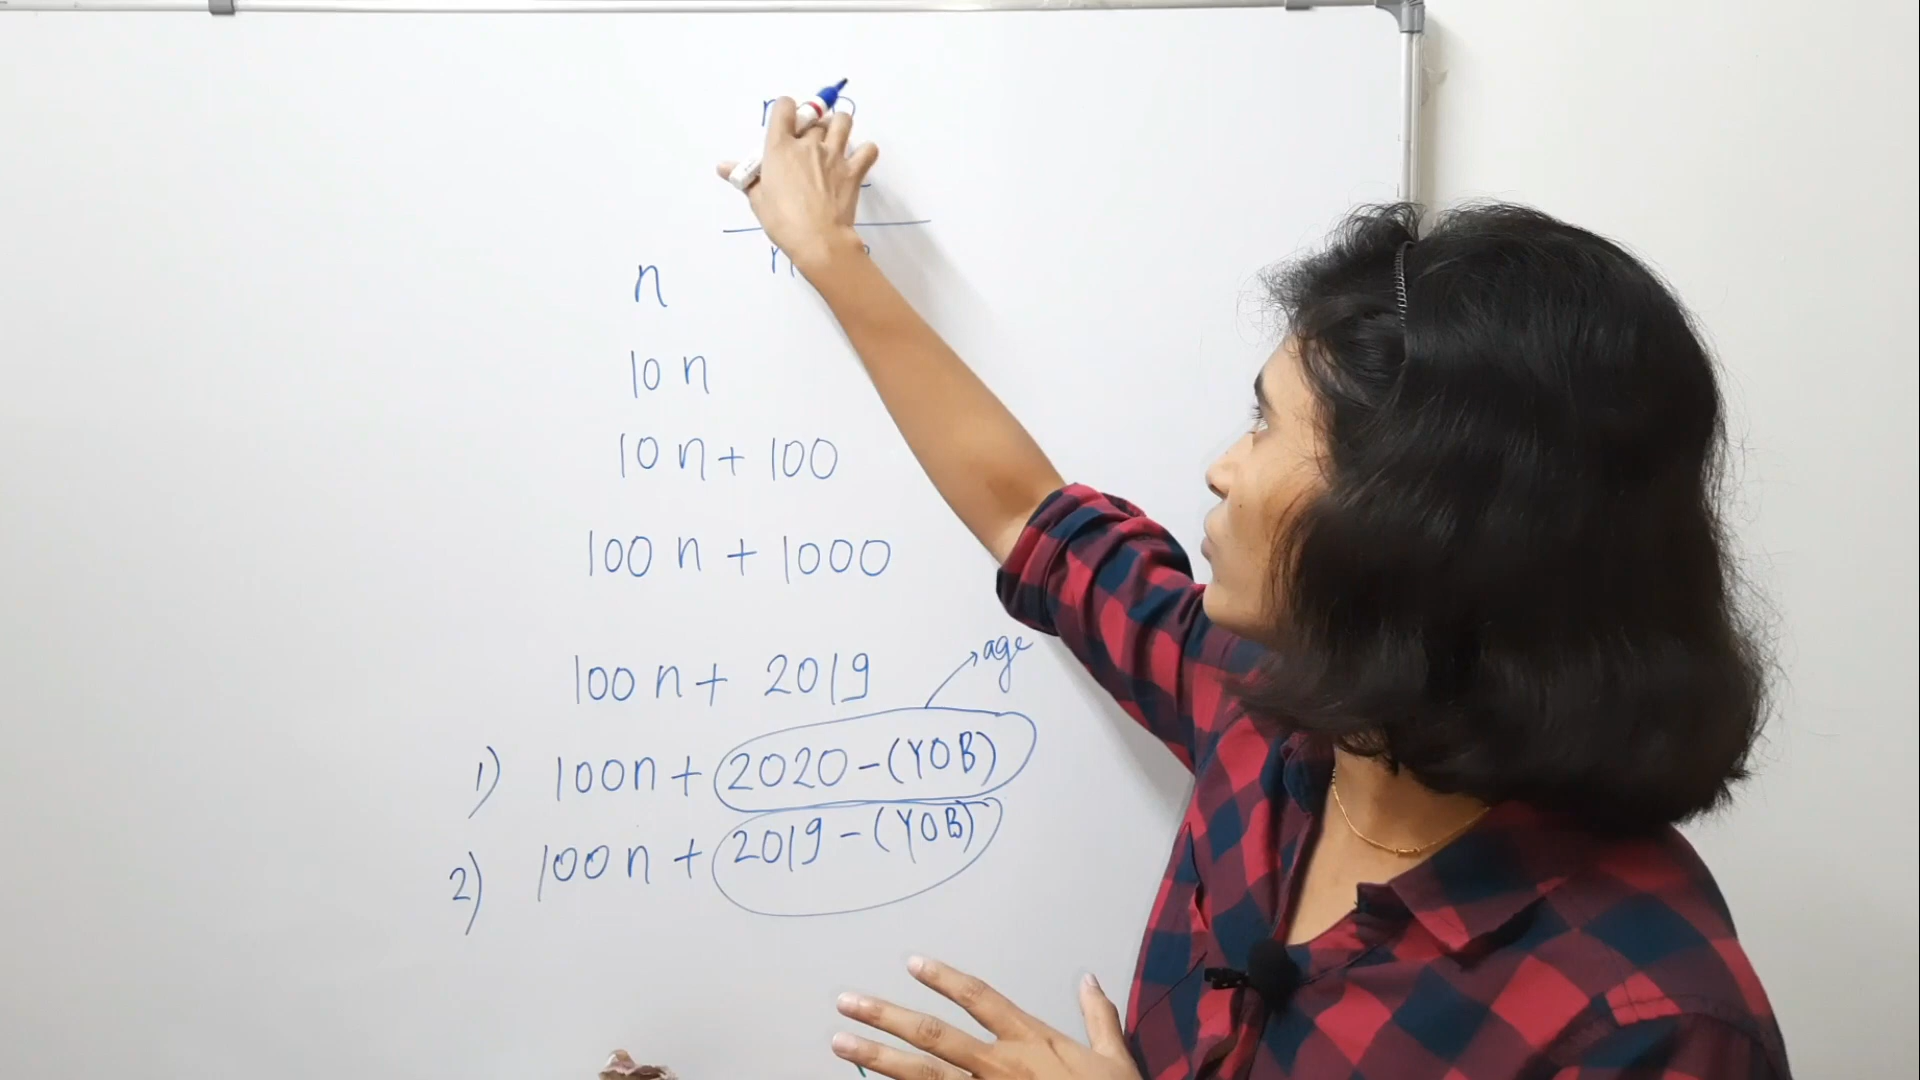 n
10 n
10 n + 100
100 n + 1000
100 n + 2019
age
1) 100n + 2020 - (YOB)
2) 100 n + 2019 - (YOB)